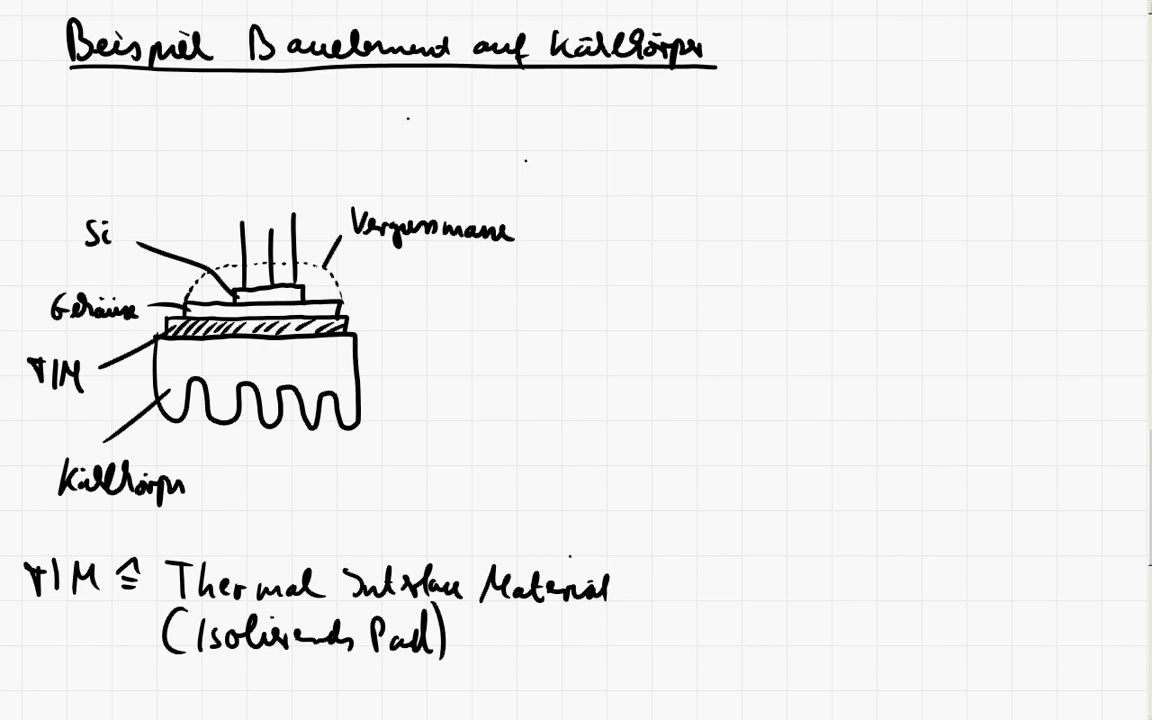 Beispiel Bauelement auf Kühlkörper
Si
Vergussmasse
Gehäuse
TIM
Kühlkörper
TIM ≙ Thermal Interface Material
(Isolierendes Pad)